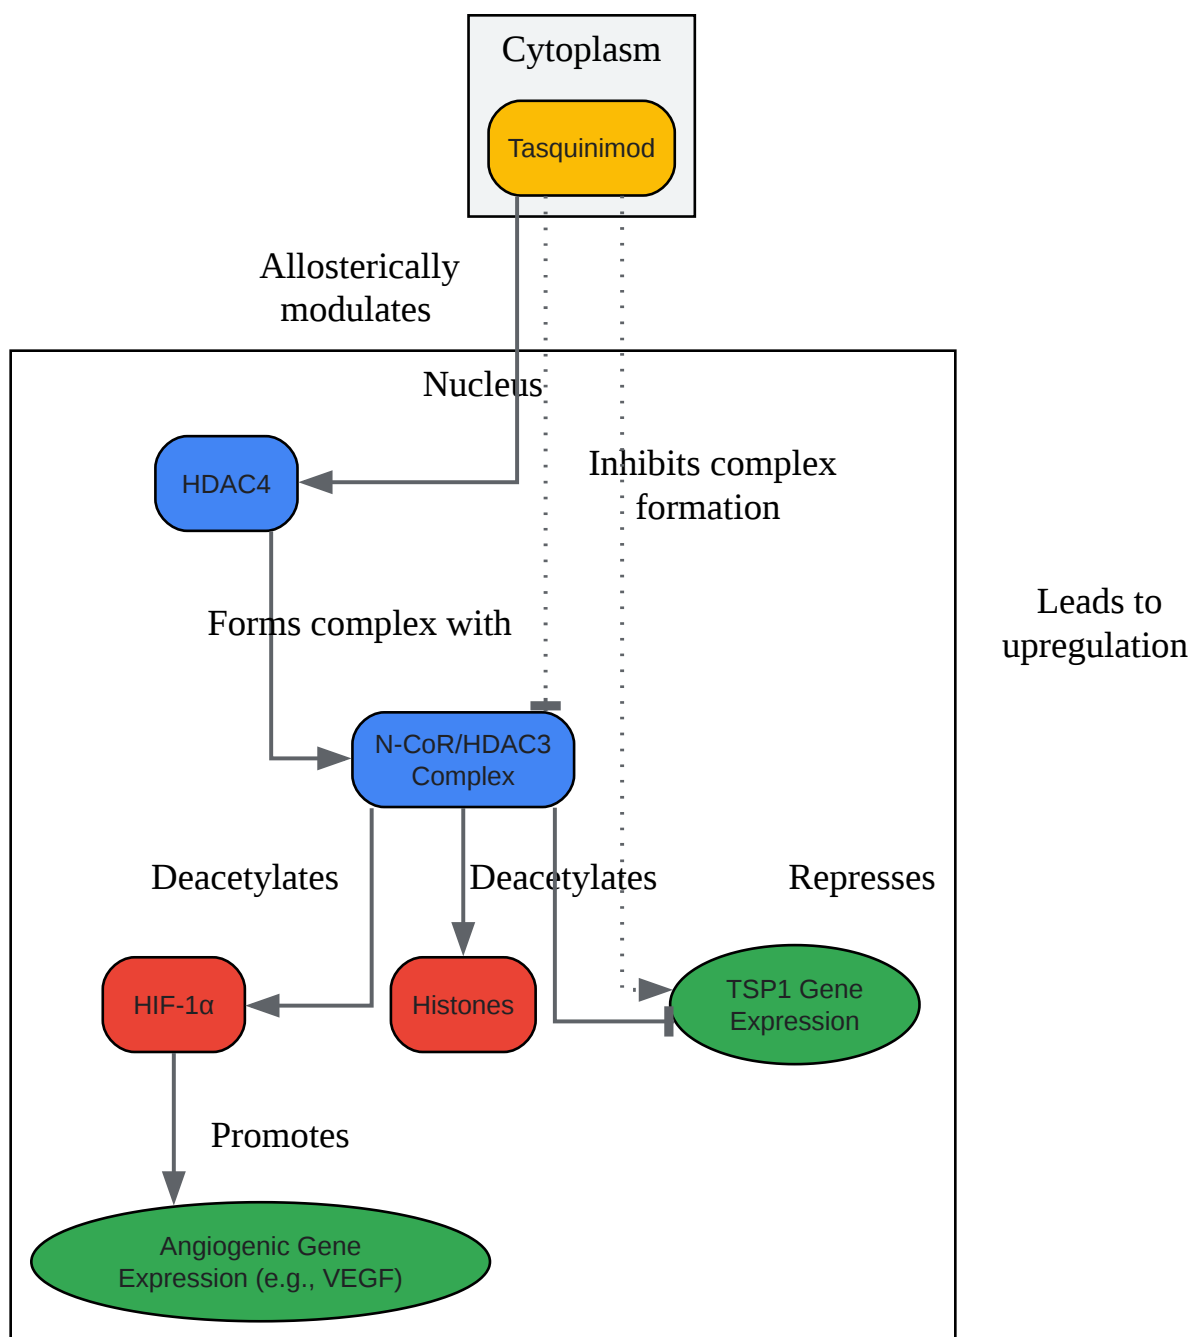 Cytoplasm
Tasquinimod
Allosterically
modulates
Nucleus
HDAC4
Inhibits complex
formation
Forms complex with
Leads to
upregulation
N-CoR/HDAC3
Complex
Deacetylates
Deacetylates
Represses
HIF-1α
Histones
TSP1 Gene
Expression
Promotes
Angiogenic Gene
Expression (e.g., VEGF)